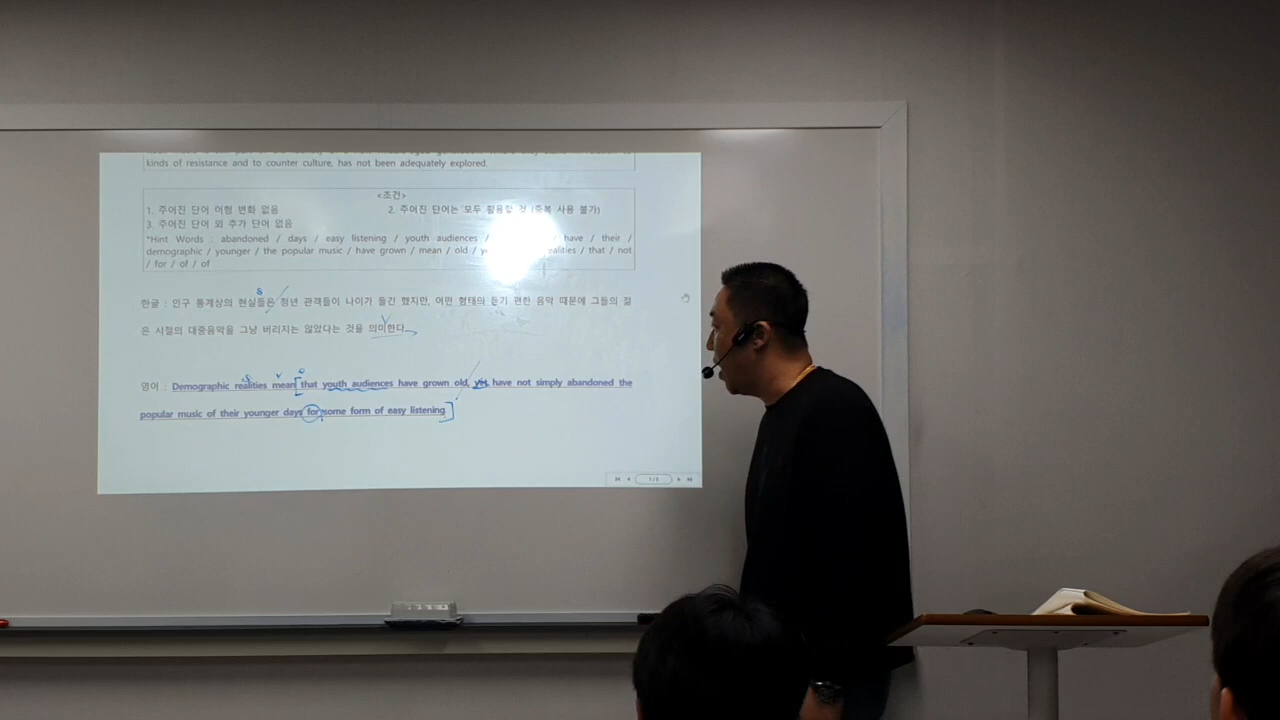 kinds of resistance and to counter culture, has not been adequately explored.
<조건>
1. 주어진 단어 어형 변화 없음 2. 주어진 단어는 모두 활용할 것 (중복 사용 불가)
3. 주어진 단어 외 추가 단어 없음
*Hint Words : abandoned / days / easy listening / youth audiences / have / their /
demographic / younger / the popular music / have grown / mean / old / / that / not
/ for / of / of
한글 : 인구 통계상의 현실들은 청년 관객들이 나이가 들긴 했지만, 어떤 형태의 듣기 편한 음악 때문에 그들의 젊
은 시절의 대중음악을 그냥 버리지는 않았다는 것을 의미한다.
영어 : Demographic realities mean that youth audiences have grown old, yet have not simply abandoned the
popular music of their younger days for some form of easy listening.
S
V
S
V
O
1 / 8